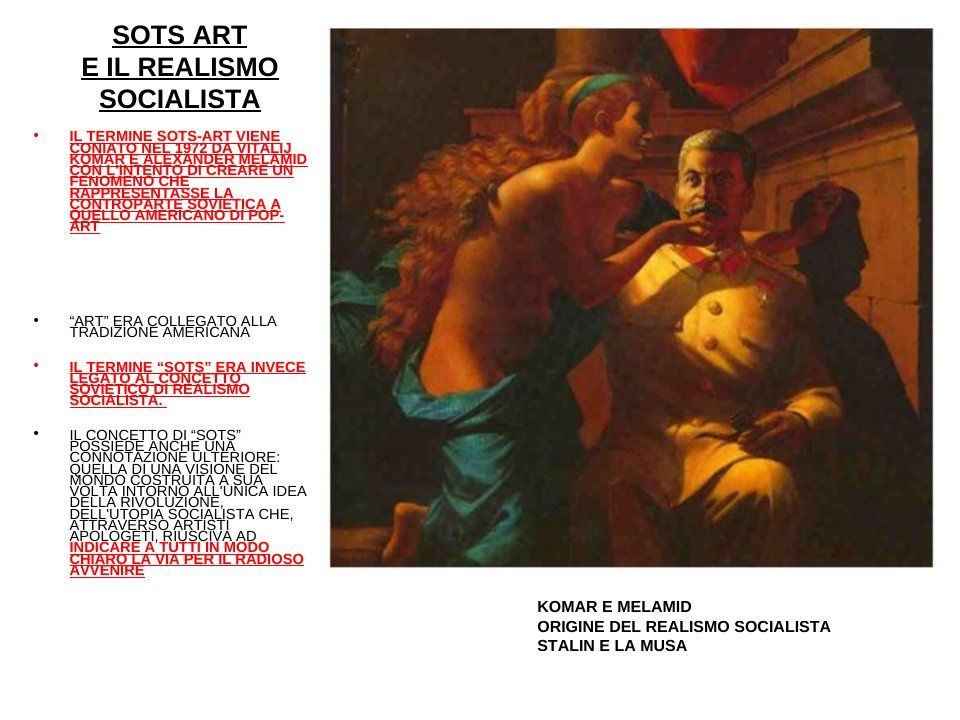 SOTS ART
E IL REALISMO
SOCIALISTA
• IL TERMINE SOTS-ART VIENE
CONIATO NEL 1972 DA VITALIJ
KOMAR E ALEXANDER MELAMID
CON L'INTENTO DI CREARE UN
FENOMENO CHE
RAPPRESENTASSE LA
CONTROPARTE SOVIETICA A
QUELLO AMERICANO DI POP-
ART
• “ART” ERA COLLEGATO ALLA
TRADIZIONE AMERICANA
• IL TERMINE “SOTS” ERA INVECE
LEGATO AL CONCETTO
SOVIETICO DI REALISMO
SOCIALISTA.
• IL CONCETTO DI “SOTS”
POSSIEDE ANCHE UNA
CONNOTAZIONE ULTERIORE:
QUELLA DI UNA VISIONE DEL
MONDO COSTRUITA A SUA
VOLTA INTORNO ALL'UNICA IDEA
DELLA RIVOLUZIONE,
DELL'UTOPIA SOCIALISTA CHE,
ATTRAVERSO ARTISTI
APOLOGETI, RIUSCIVA AD
INDICARE A TUTTI IN MODO
CHIARO LA VIA PER IL RADIOSO
AVVENIRE
KOMAR E MELAMID
ORIGINE DEL REALISMO SOCIALISTA
STALIN E LA MUSA